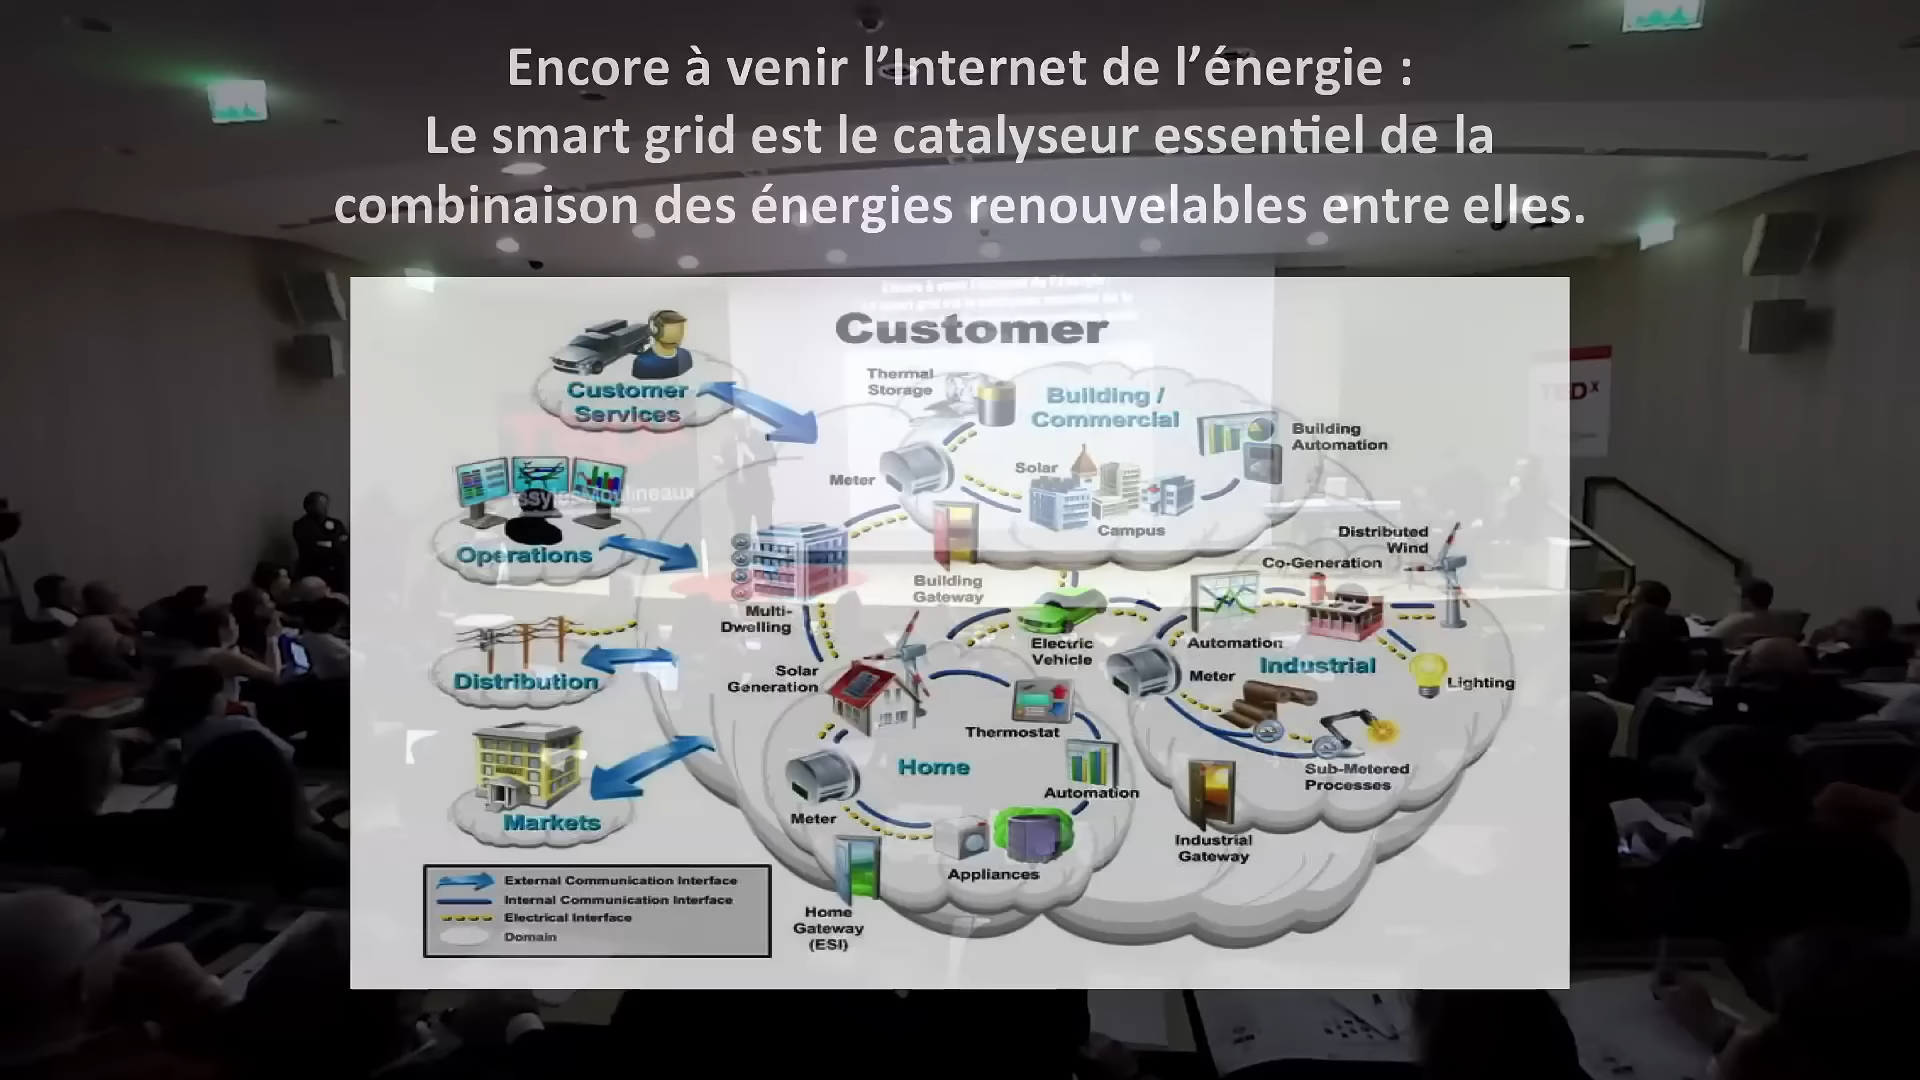 Encore à venir l’Internet de l’énergie :
Le smart grid est le catalyseur essentiel de la
combinaison des énergies renouvelables entre elles.
Customer
Customer
Services
Thermal
Storage
Building /
Commercial
Building
Automation
Meter
Solar
Campus
Operations
Building
Gateway
Multi-
Dwelling
Distributed
Wind
Co-Generation
Electric
Vehicle
Automation
Industrial
Meter
Lighting
Distribution
Solar
Generation
Thermostat
Home
Automation
Sub-Metered
Processes
Markets
Meter
Appliances
Industrial
Gateway
Home
Gateway
(ESI)
External Communication Interface
Internal Communication Interface
Electrical Interface
Domain
TEDx